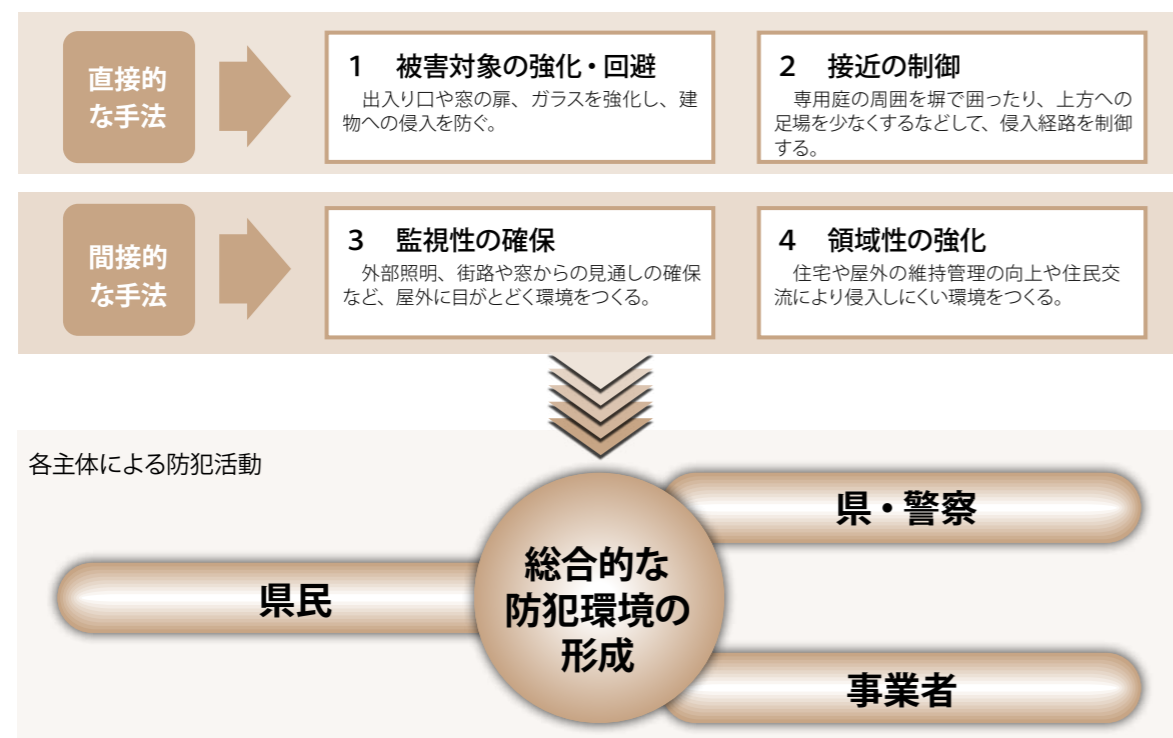 直接的
な手法
1　被害対象の強化・回避
　出入り口や窓の扉、ガラスを強化し、建
物への侵入を防ぐ。
2　接近の制御
　専用庭の周囲を塀で囲ったり、上方への
足場を少なくするなどして、侵入経路を制御
する。
間接的
な手法
3　監視性の確保
　外部照明、街路や窓からの見通しの確保
など、屋外に目がとどく環境をつくる。
4　領域性の強化
　住宅や屋外の維持管理の向上や住民交
流により侵入しにくい環境をつくる。
各主体による防犯活動
県民
総合的な
防犯環境の
形成
県・警察
事業者